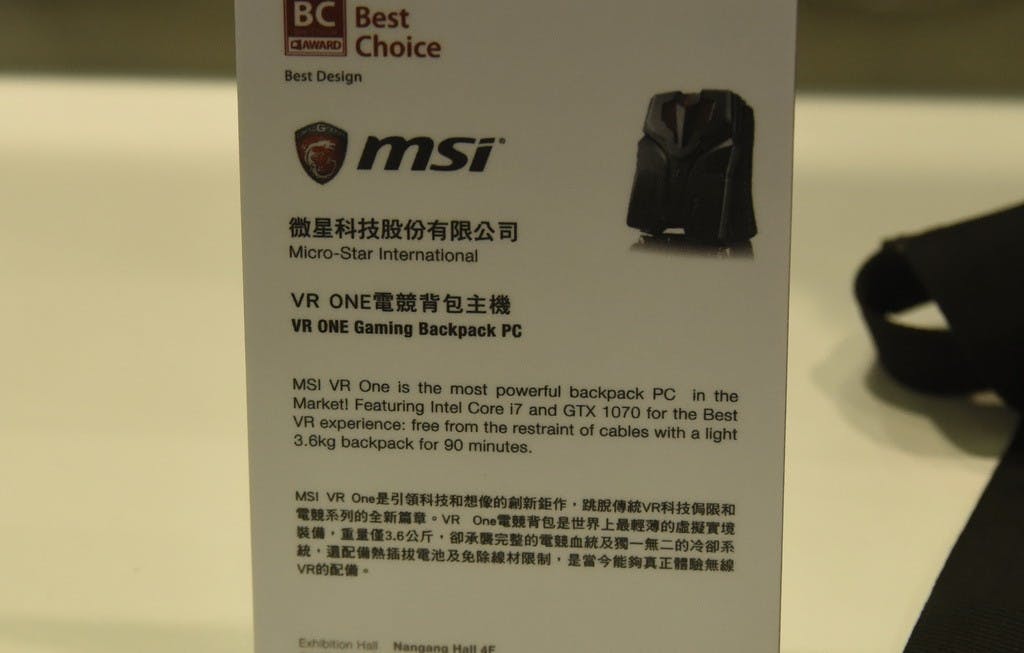 BC
AWARD
Best
Choice
Best Design
msi
微星科技股份有限公司
Micro-Star International
VR ONE電競背包主機
VR ONE Gaming Backpack PC
MSI VR One is the most powerful backpack PC in the
Market! Featuring Intel Core i7 and GTX 1070 for the Best
VR experience: free from the restraint of cables with a light
3.6kg backpack for 90 minutes.
MSI VR One是引領科技和想像的創新鉅作，跳脫傳統VR科技侷限和
電競系列的全新篇章。VR One電競背包是世界上最輕薄的虛擬實境
裝備，重量僅3.6公斤，卻承襲完整的電競血統及獨一無二的冷卻系
統，還配備熱插拔電池及免除線材限制，是當今能夠真正體驗無線
VR的配備。
Exhibition Hall Nangang Hall 4F